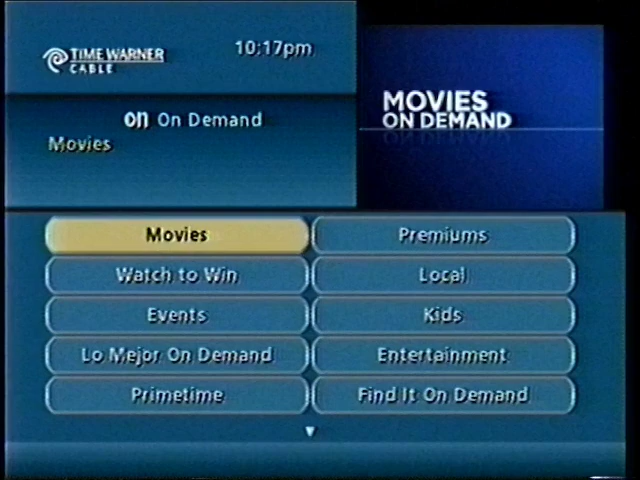 TIME WARNER
CABLE
10:17pm
on On Demand
Movies
MOVIES
ON DEMAND
Movies
Premiums
Watch to Win
Local
Events
Kids
Lo Mejor On Demand
Entertainment
Primetime
Find It On Demand